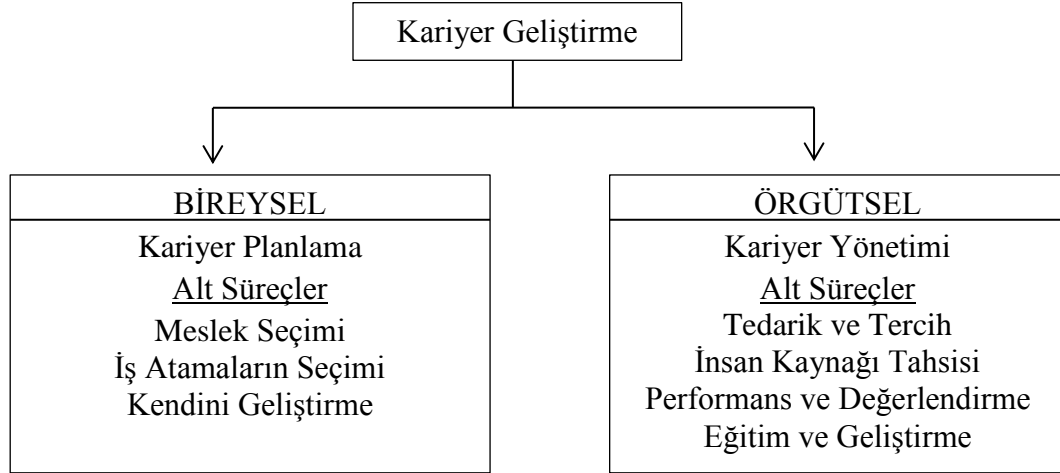 Kariyer Geliştirme
BİREYSEL
Kariyer Planlama
Alt Süreçler
Meslek Seçimi
İş Atamaların Seçimi
Kendini Geliştirme
ÖRGÜTSEL
Kariyer Yönetimi
Alt Süreçler
Tedarik ve Tercih
İnsan Kaynağı Tahsisi
Performans ve Değerlendirme
Eğitim ve Geliştirme